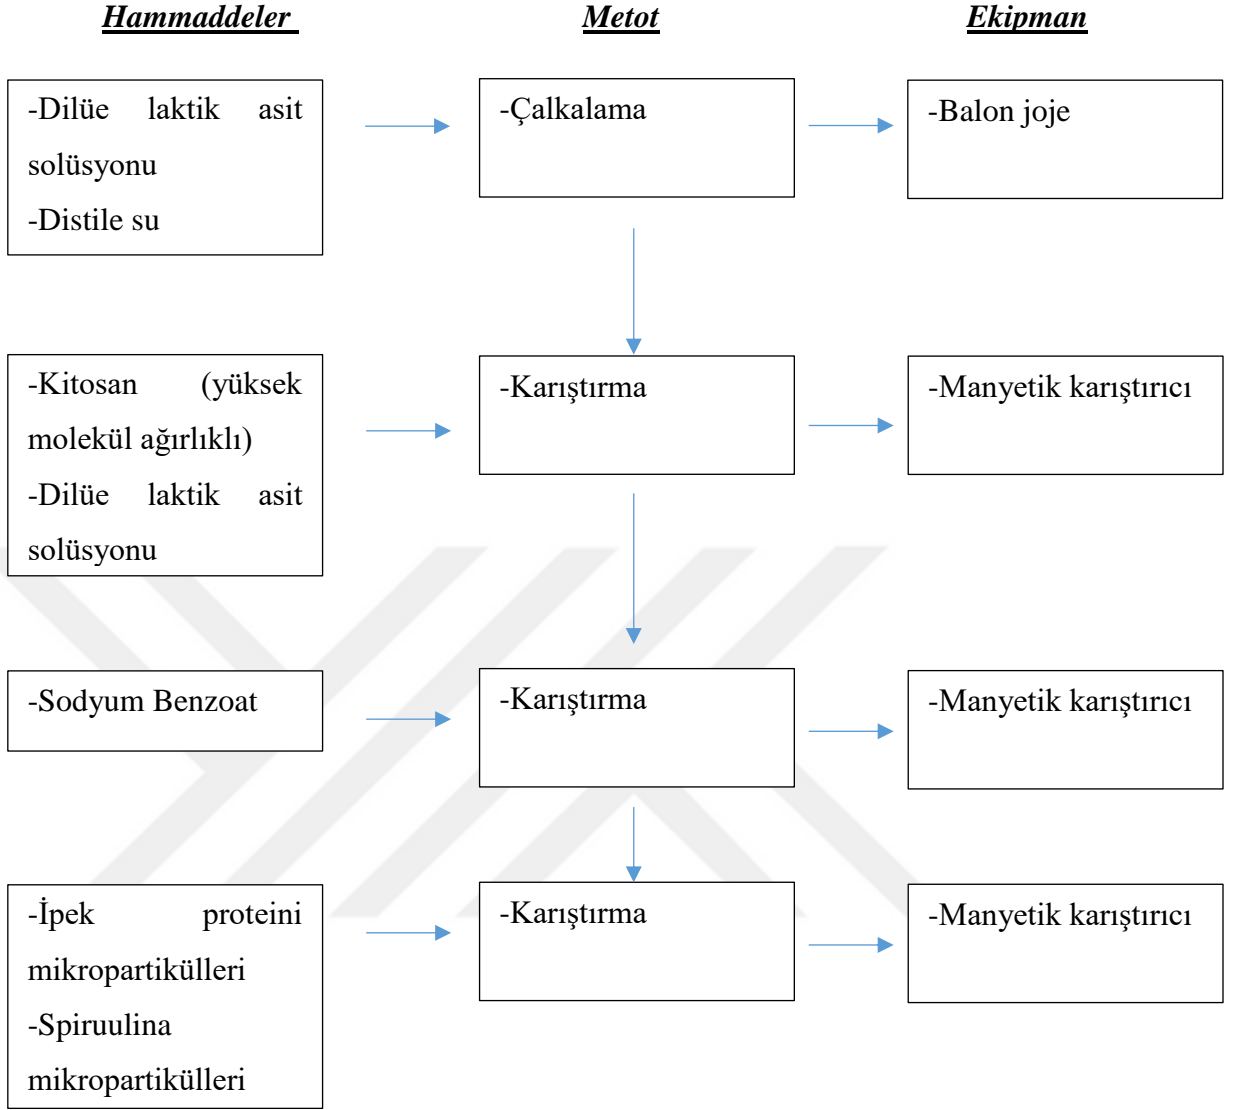 Hammaddeler
Metot
Ekipman
-Dilüe laktik asit
solüsyonu
-Distile su
-Çalkalama
-Balon joje
-Kitosan (yüksek
molekül ağırlıklı)
-Dilüe laktik asit
solüsyonu
-Karıştırma
-Manyetik karıştırıcı
-Sodyum Benzoat
-Karıştırma
-Manyetik karıştırıcı
-İpek proteini
mikropartikülleri
-Spiruulina
mikropartikülleri
-Karıştırma
-Manyetik karıştırıcı